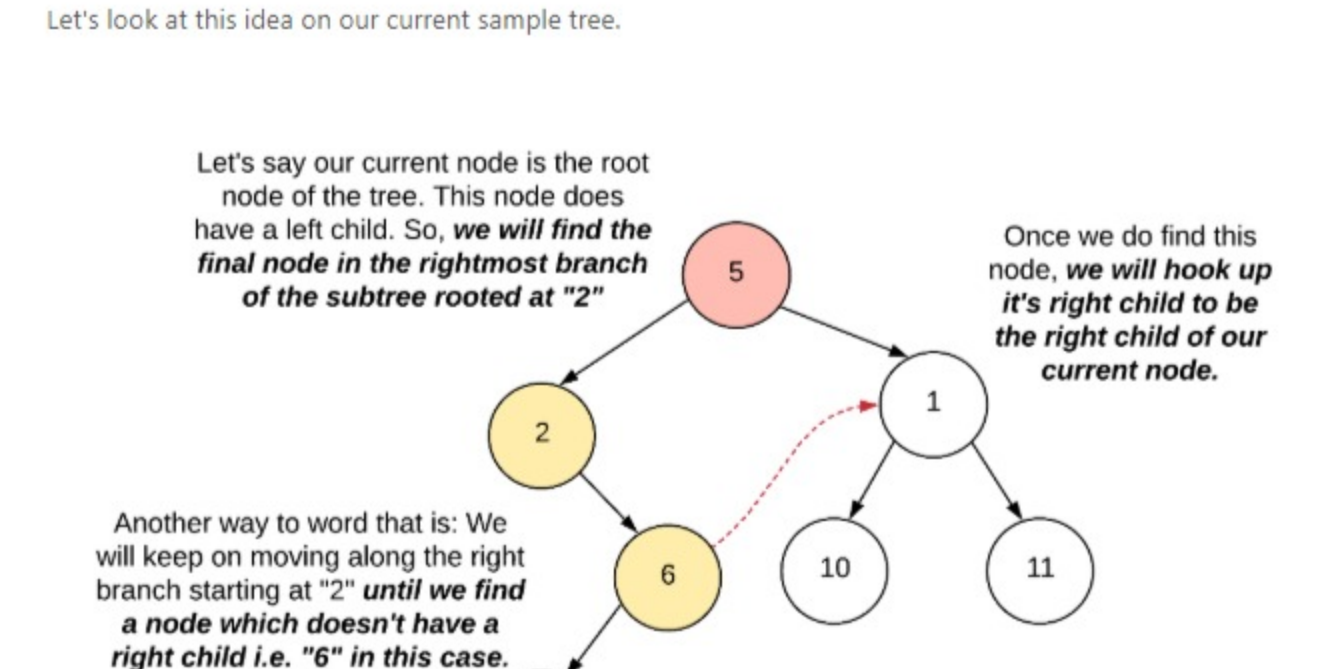 Let's look at this idea on our current sample tree.
Let's say our current node is the root
node of the tree. This node does
have a left child. So, we will find the
final node in the rightmost branch
of the subtree rooted at "2"
5
Once we do find this
node, we will hook up
it's right child to be
the right child of our
current node.
2
1
Another way to word that is: We
will keep on moving along the right
branch starting at "2" until we find
a node which doesn't have a
right child i.e. "6" in this case.
6
10
11